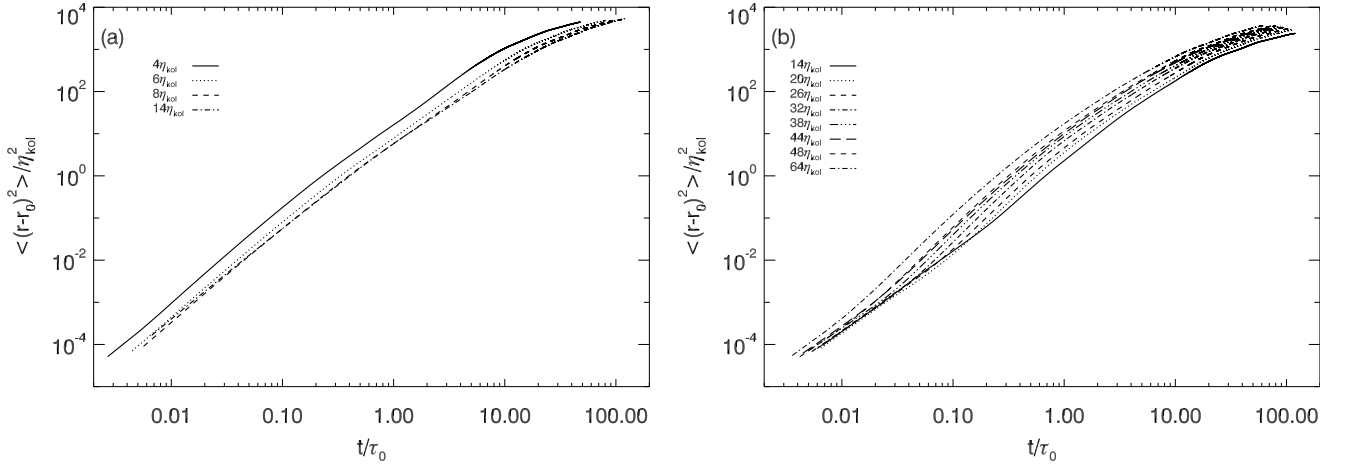 (a)
4η_kol
6η_kol
8η_kol
14η_kol
10^4
10^2
10^0
10^-2
10^-4
0.01 0.10 1.00 10.00 100.00
t/τ_0
<(r-r_0)^2>/η_kol^2
(b)
14η_kol
20η_kol
26η_kol
32η_kol
38η_kol
44η_kol
48η_kol
64η_kol
10^4
10^2
10^0
10^-2
10^-4
0.01 0.10 1.00 10.00 100.00
t/τ_0
<(r-r_0)^2>/η_kol^2